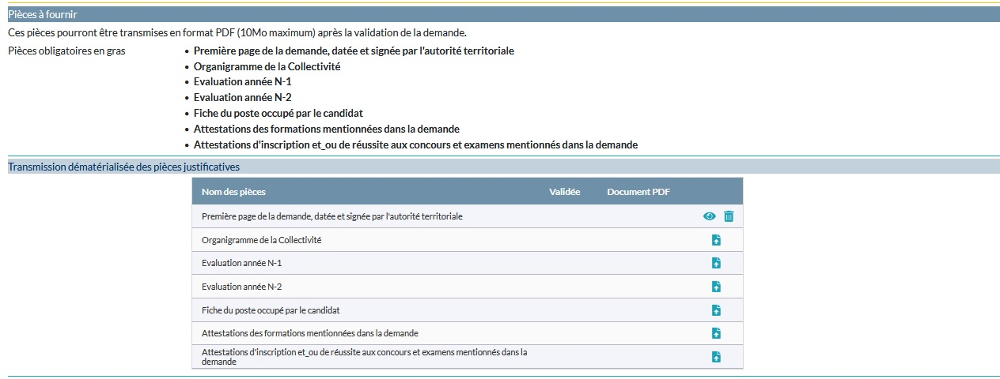 Pièces à fournir
Ces pièces pourront être transmises en format PDF (10Mo maximum) après la validation de la demande.
Pièces obligatoires en gras
• Première page de la demande, datée et signée par l'autorité territoriale
• Organigramme de la Collectivité
• Evaluation année N-1
• Evaluation année N-2
• Fiche du poste occupé par le candidat
• Attestations des formations mentionnées dans la demande
• Attestations d'inscription et_ou de réussite aux concours et examens mentionnés dans la demande
Transmission dématérialisée des pièces justificatives
Nom des pièces Validée Document PDF
Première page de la demande, datée et signée par l'autorité territoriale
Organigramme de la Collectivité
Evaluation année N-1
Evaluation année N-2
Fiche du poste occupé par le candidat
Attestations des formations mentionnées dans la demande
Attestations d'inscription et_ou de réussite aux concours et examens mentionnés dans la
demande